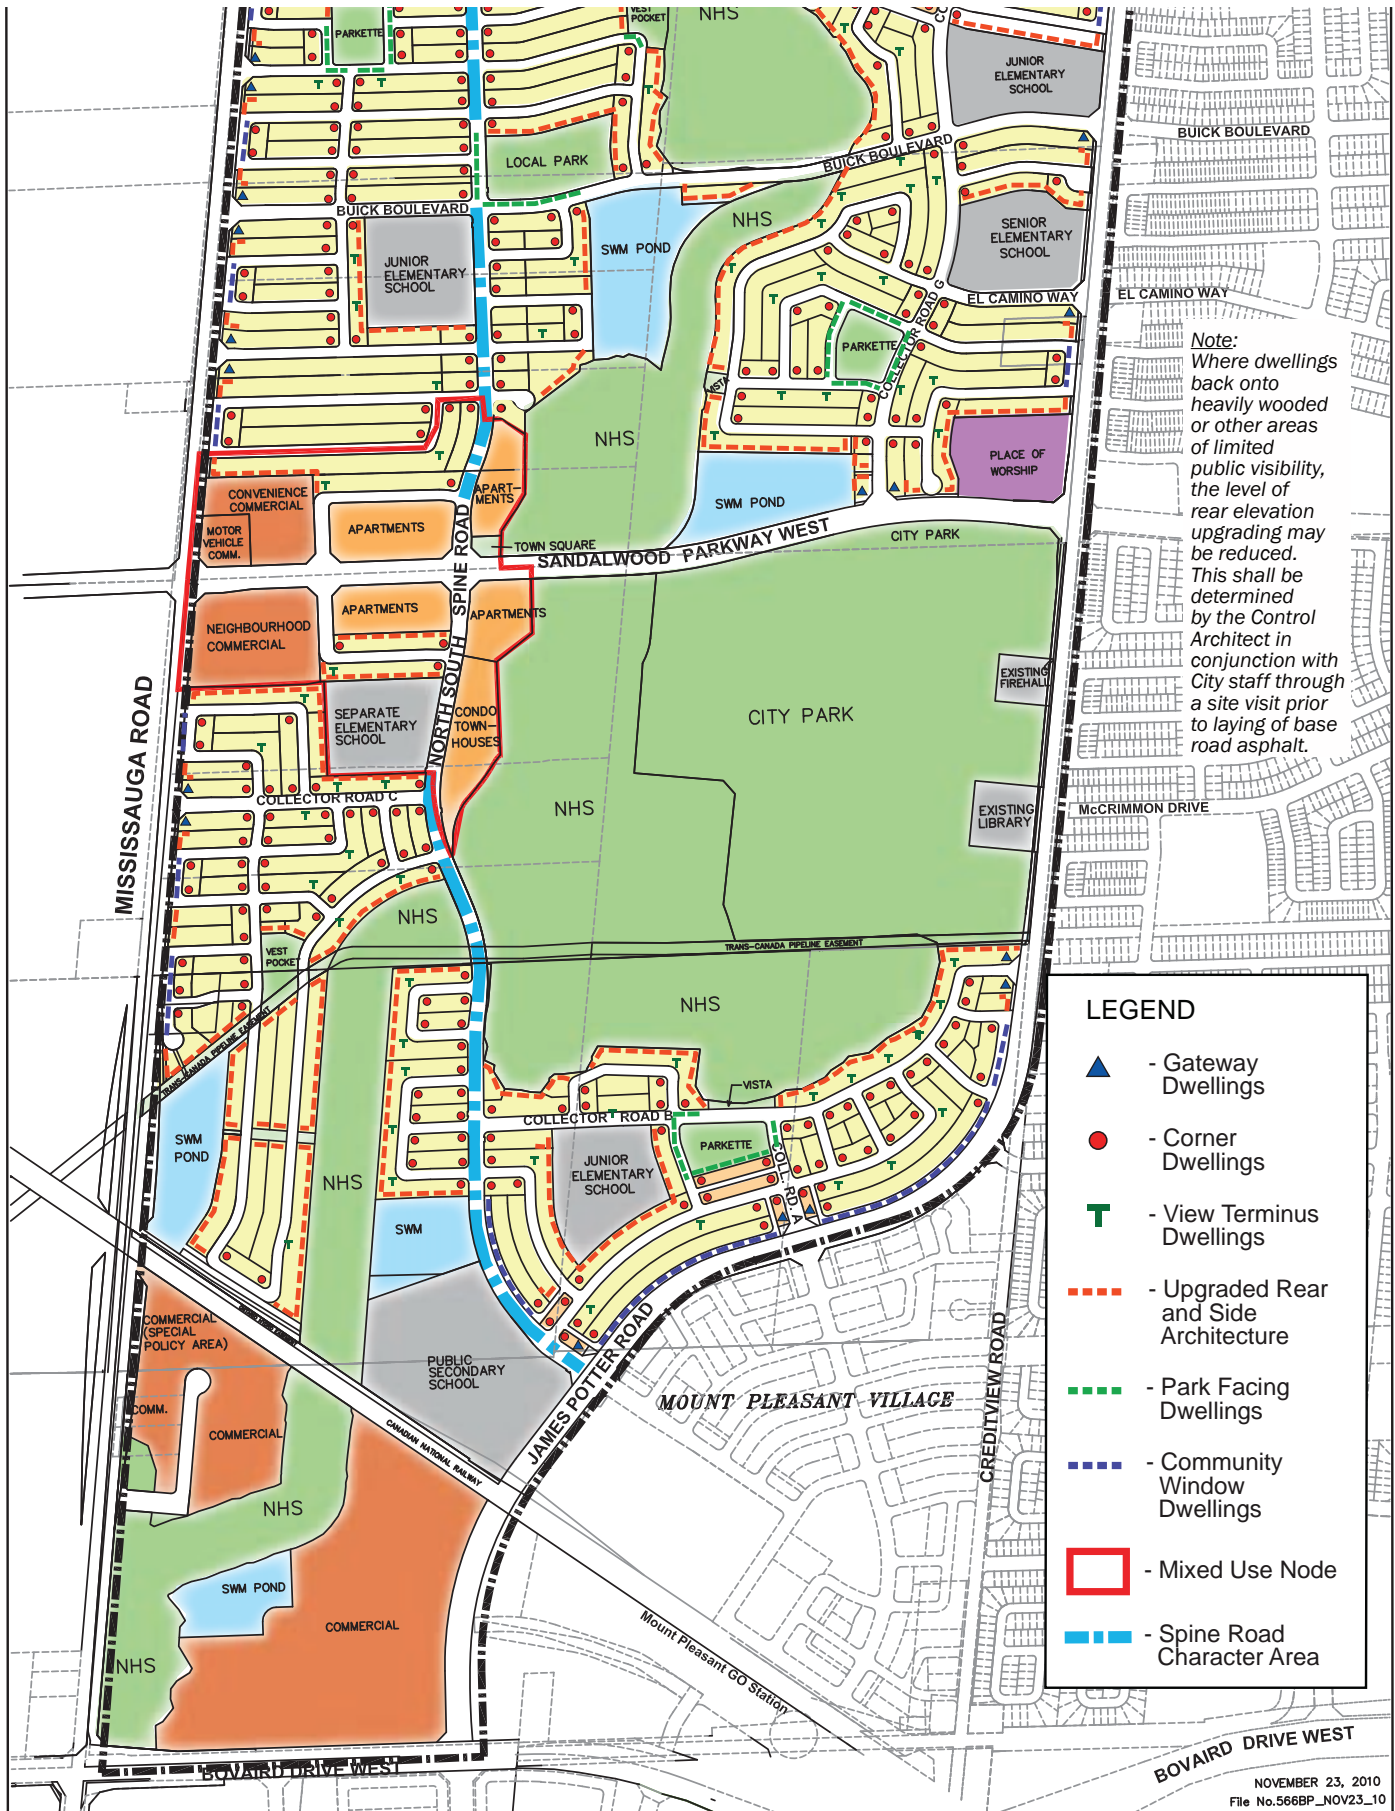 VEST
POCKET
NHS
PARKETTE
JUNIOR
ELEMENTARY
SCHOOL
BUICK BOULEVARD
LOCAL PARK
BUICK BOULEVARD
BUICK BOULEVARD
NHS
SWM POND
SENIOR
ELEMENTARY
SCHOOL
JUNIOR
ELEMENTARY
SCHOOL
EL CAMINO WAY
EL CAMINO WAY
COLLECTOR ROAD G
PARKETTE
VISTA
Note:
Where dwellings
back onto
heavily wooded
or other areas
of limited
public visibility,
the level of
rear elevation
upgrading may
be reduced.
This shall be
determined
by the Control
Architect in
conjunction with
City staff through
a site visit prior
to laying of base
road asphalt.
NHS
PLACE OF
WORSHIP
CONVENIENCE
COMMERCIAL
APART-
MENTS
SWM POND
MOTOR
VEHICLE
COMM.
APARTMENTS
TOWN SQUARE
SANDALWOOD PARKWAY WEST
CITY PARK
NORTH SOUTH SPINE ROAD
APARTMENTS
APARTMENTS
NEIGHBOURHOOD
COMMERCIAL
EXISTING
FIREHALL
MISSISSAUGA ROAD
SEPARATE
ELEMENTARY
SCHOOL
CONDO
TOWN-
HOUSES
CITY PARK
COLLECTOR ROAD C
NHS
EXISTING
LIBRARY
McCRIMMON DRIVE
NHS
VEST
POCKET
TRANS-CANADA PIPELINE EASEMENT
NHS
TRANS-CANADA PIPELINE EASEMENT
VISTA
COLLECTOR ROAD B
SWM
POND
PARKETTE
JUNIOR
ELEMENTARY
SCHOOL
COLL. RD. A
NHS
SWM
COMMERCIAL
(SPECIAL
POLICY AREA)
PUBLIC
SECONDARY
SCHOOL
JAMES POTTER ROAD
CREDITVIEW ROAD
MOUNT PLEASANT VILLAGE
COMM.
COMMERCIAL
CANADIAN NATIONAL RAILWAY
NHS
SWM POND
COMMERCIAL
NHS
Mount Pleasant GO Station
BOVAIRD DRIVE WEST
BOVAIRD DRIVE WEST
LEGEND
- Gateway
Dwellings
- Corner
Dwellings
- View Terminus
Dwellings
- Upgraded Rear
and Side
Architecture
- Park Facing
Dwellings
- Community
Window
Dwellings
- Mixed Use Node
- Spine Road
Character Area
NOVEMBER 23, 2010
File No.566BP_NOV23_10